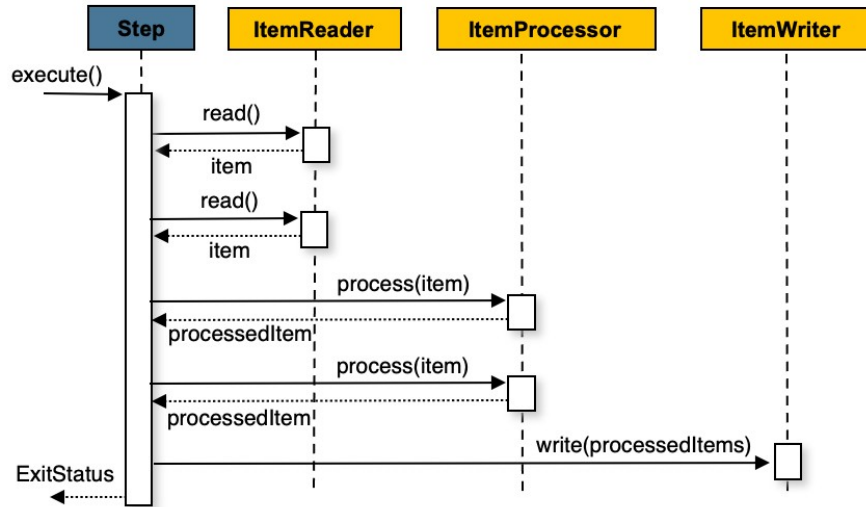 Step
ItemReader
ItemProcessor
ItemWriter
execute()
read()
item
read()
item
process(item)
processedItem
process(item)
processedItem
write(processedItems)
ExitStatus